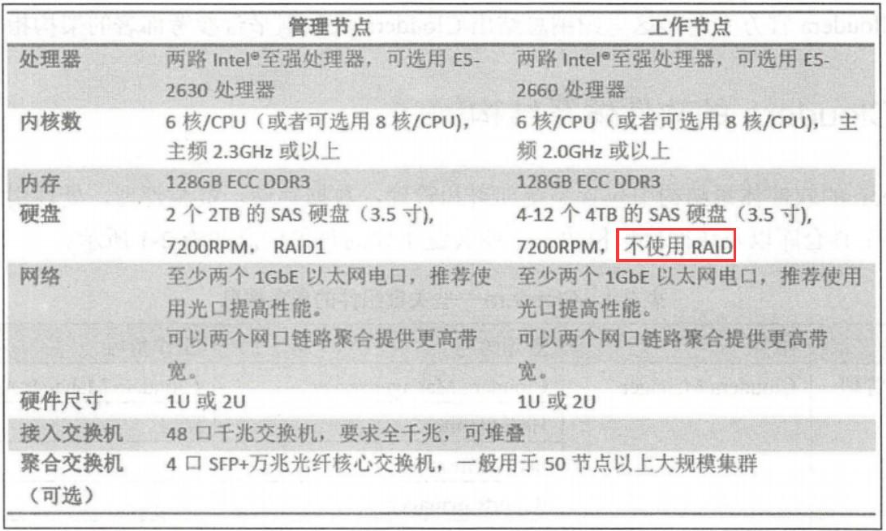 管理节点 工作节点
处理器 两路 Intel®至强处理器，可选用 E5- 两路 Intel®至强处理器，可选用 E5-
2630 处理器 2660 处理器
内核数 6 核/CPU（或者可选用 8 核/CPU), 6 核/CPU（或者可选用 8 核/CPU)， 主
主频 2.3GHz 或以上 频 2.0GHz 或以上
内存 128GB ECC DDR3 128GB ECC DDR3
硬盘 2 个 2TB 的 SAS 硬盘（3.5 寸), 4-12 个 4TB 的 SAS 硬盘（3.5 寸),
7200RPM， RAID1 7200RPM， 不使用 RAID
网络 至少两个 1GbE 以太网电口，推荐使 至少两个 1GbE 以太网电口，推荐使用
用光口提高性能。 光口提高性能。
可以两个网口链路聚合提供更高带 可以两个网口链路聚合提供更高带
宽。 宽。
硬件尺寸 1U 或 2U 1U 或 2U
接入交换机 48 口千兆交换机，要求全千兆，可堆叠
聚合交换机 4 口 SFP+万兆光纤核心交换机，一般用于 50 节点以上大规模集群
（可选）